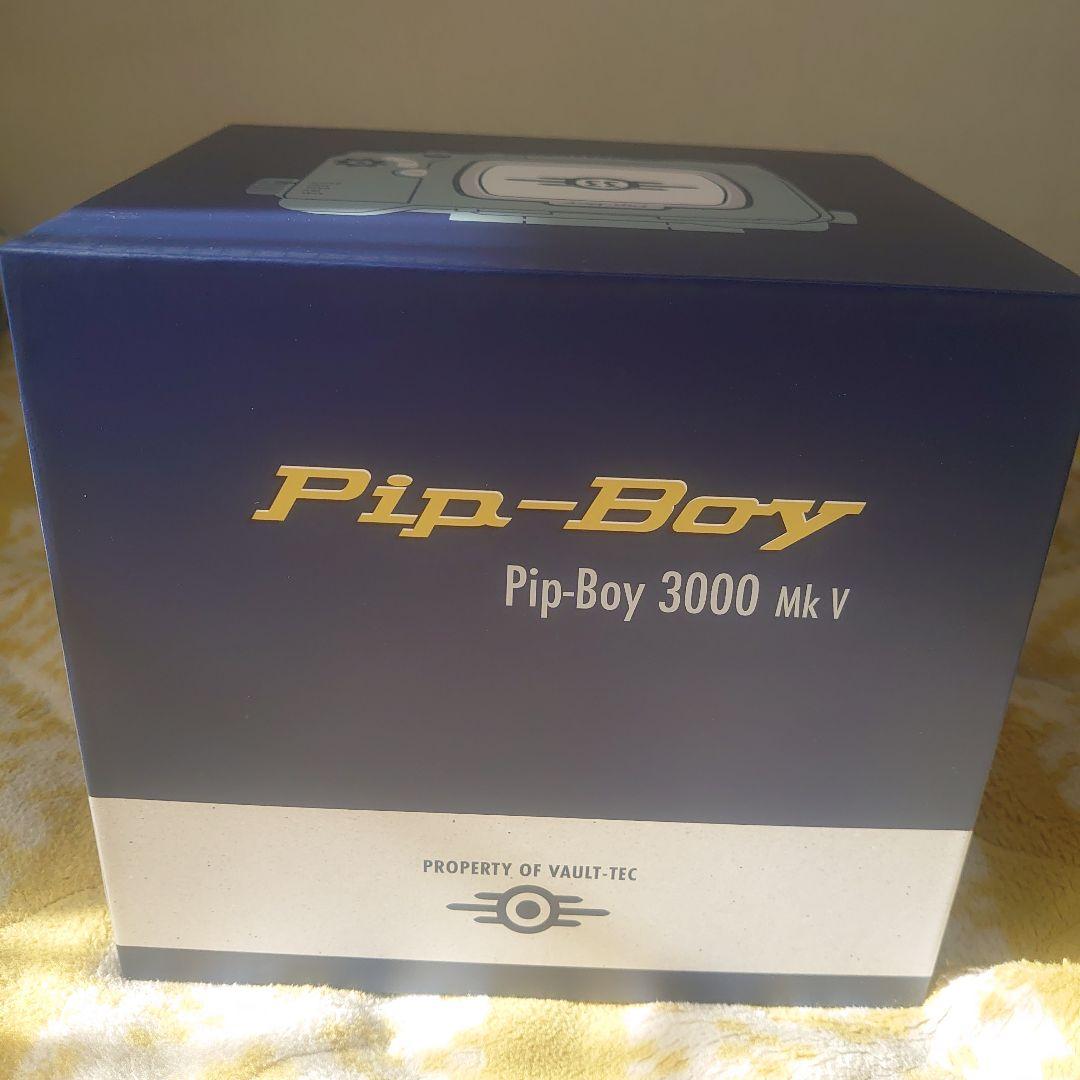 Pip-Boy
Pip-Boy 3000 Mk V
PROPERTY OF VAULT-TEC